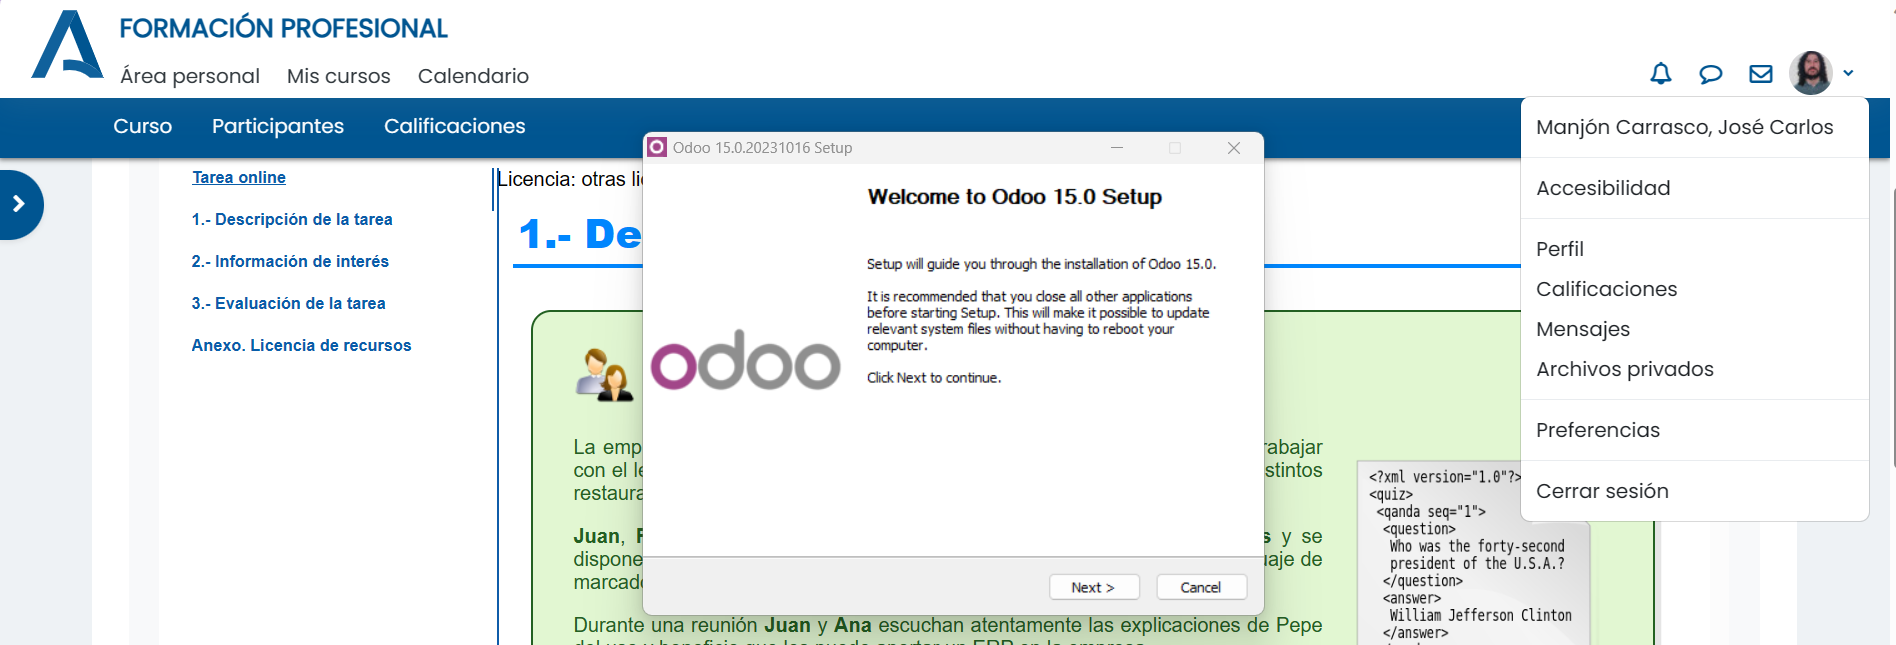 FORMACIÓN PROFESIONAL
Área personal Mis cursos Calendario
Curso Participantes Calificaciones
Manjón Carrasco, José Carlos
Accesibilidad
Perfil
Calificaciones
Mensajes
Archivos privados
Preferencias
Cerrar sesión
Tarea online
1.- Descripción de la tarea
2.- Información de interés
3.- Evaluación de la tarea
Anexo. Licencia de recursos
Licencia: otras
1.- De
Odoo 15.0.20231016 Setup
Welcome to Odoo 15.0 Setup
Setup will guide you through the installation of Odoo 15.0.
It is recommended that you close all other applications
before starting Setup. This will make it possible to update
relevant system files without having to reboot your
computer.
Click Next to continue.
odoo
Next >
Cancel
La emp rabajar
con el stintos
restaura
Juan, s y se
dispone aje de
marcad
Durante una reunión Juan y Ana escuchan atentamente las explicaciones de Pepe
<?xml version="1.0"?>
<quiz>
<qanda seq="1">
<question>
Who was the forty-second
president of the U.S.A.?
</question>
<answer>
William Jefferson Clinton
</answer>